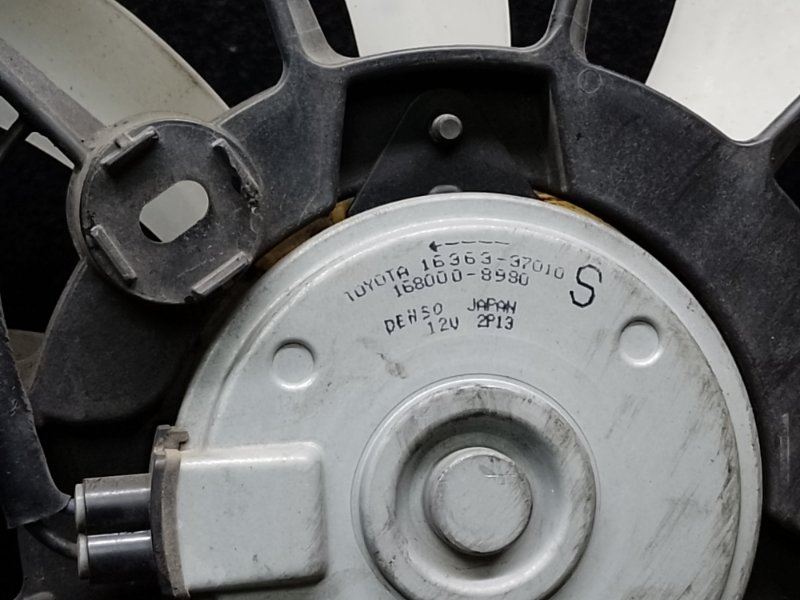 TOYOTA 16363-37010
168000-8980 S
DENSO JAPAN
12V 2P13